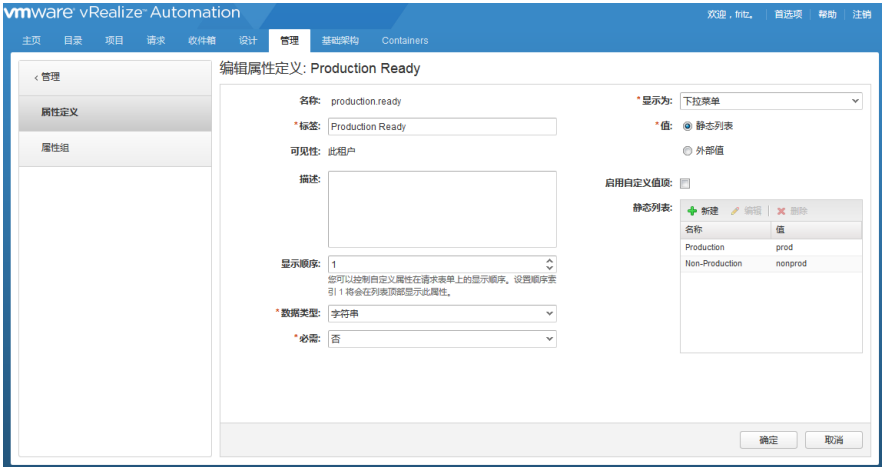 vmware vRealize™ Automation
欢迎，fritz。 首选项 帮助 注销
主页 目录 项目 请求 收件箱 设计 管理 基础架构 Containers
< 管理
属性定义
属性组
编辑属性定义: Production Ready
名称: production.ready
*标签: Production Ready
可见性: 此租户
描述:
显示顺序: 1
您可以控制自定义属性在请求表单上的显示顺序。设置顺序索
引 1 将会在列表顶部显示此属性。
*数据类型: 字符串
*必需: 否
*显示为: 下拉菜单
*值: 静态列表
外部值
启用自定义值项:
静态列表: 新建 编辑 删除
名称 值
Production prod
Non-Production nonprod
确定 取消